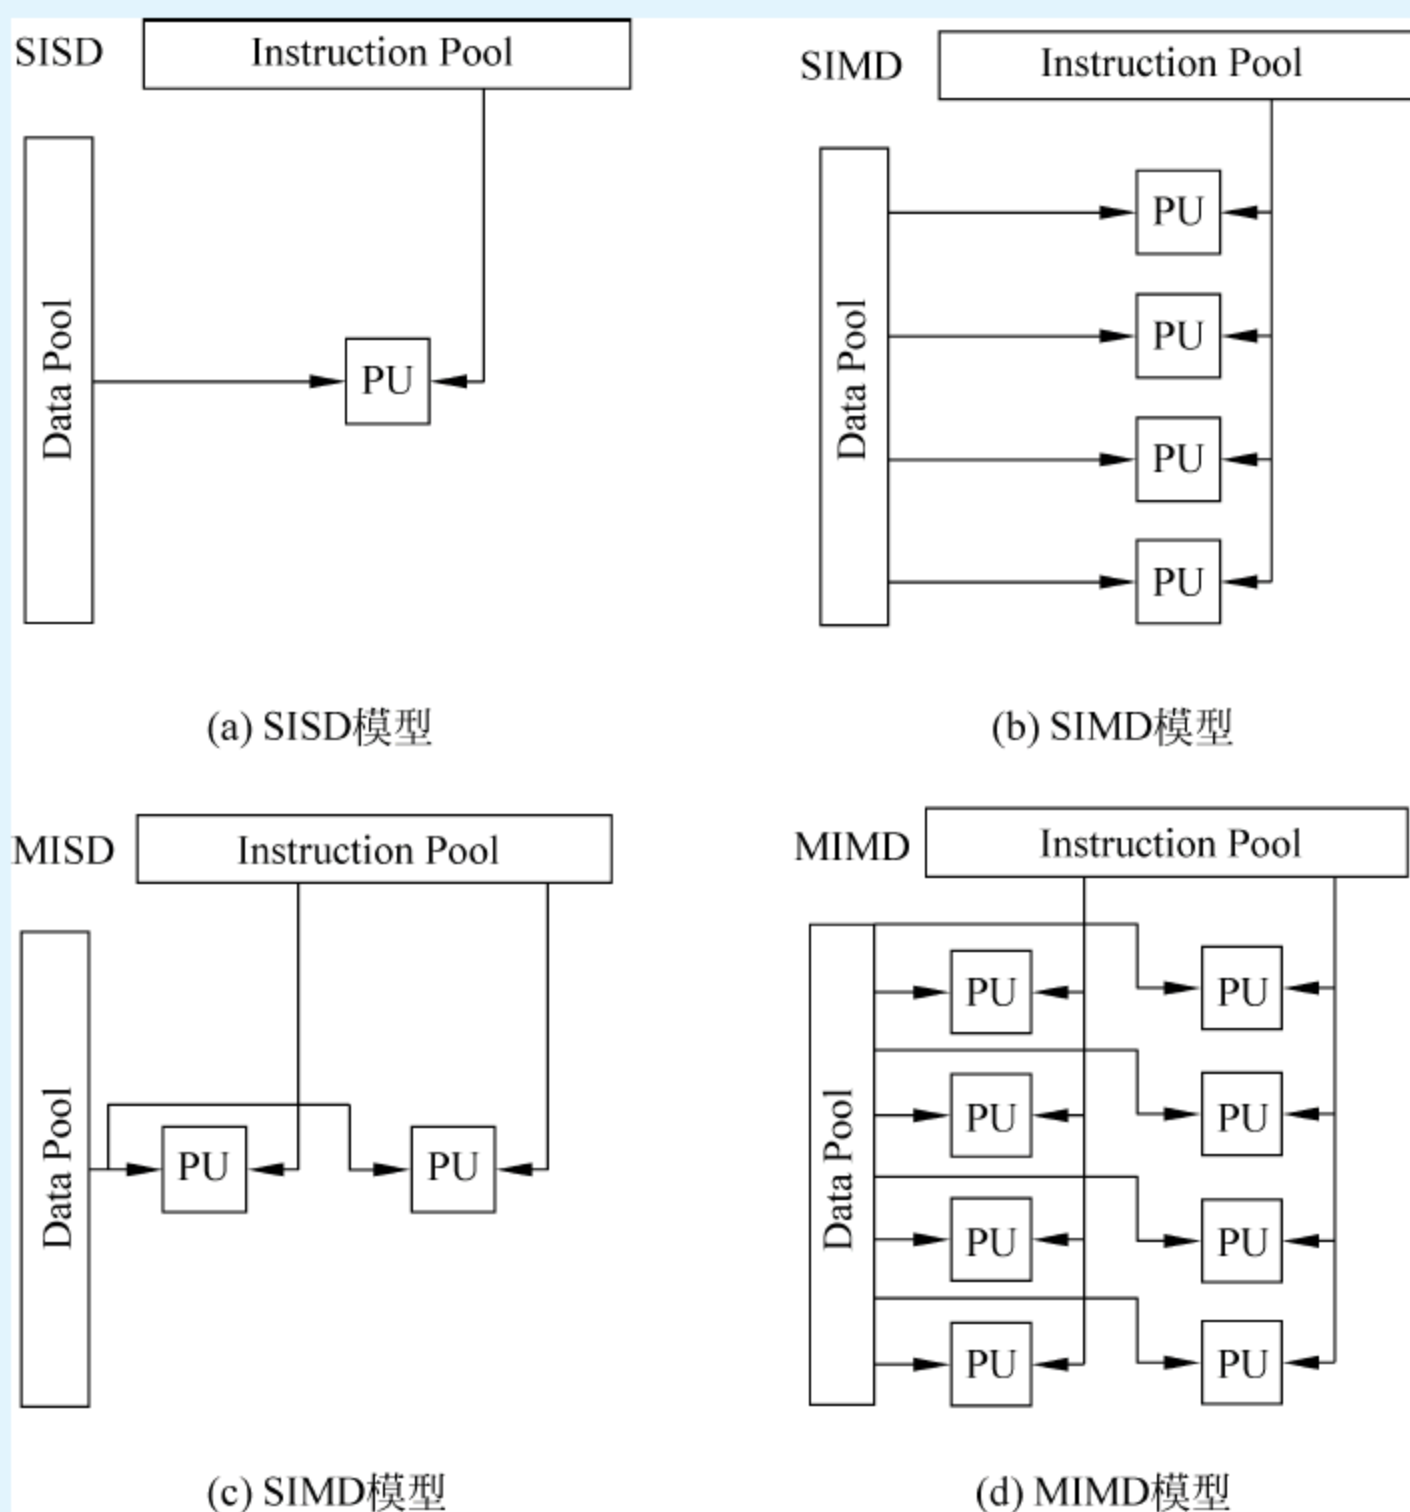 SISD
Instruction Pool
Data Pool
PU
(a) SISD模型
SIMD
Instruction Pool
Data Pool
PU
PU
PU
PU
(b) SIMD模型
MISD
Instruction Pool
Data Pool
PU
PU
(c) SIMD模型
MIMD
Instruction Pool
Data Pool
PU
PU
PU
PU
PU
PU
PU
PU
(d) MIMD模型